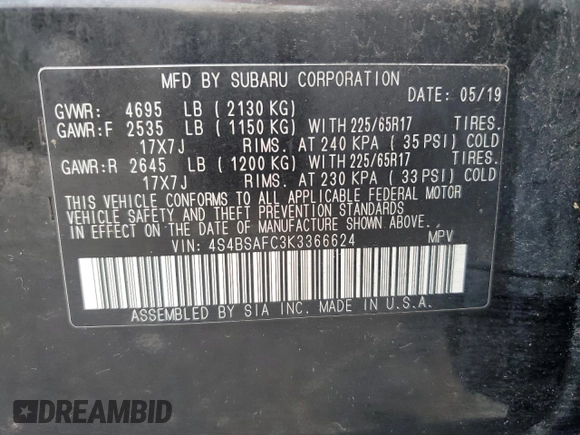 MFD BY SUBARU CORPORATION
DATE: 05/19
GVWR: 4695 LB ( 2130 KG)
GAWR:F 2535 LB ( 1150 KG) WITH 225/65R17 TIRES.
17X7J RIMS. AT 240 KPA ( 35 PSI) COLD
GAWR:R 2645 LB ( 1200 KG) WITH 225/65R17 TIRES.
17X7J RIMS. AT 230 KPA ( 33 PSI) COLD
THIS VEHICLE CONFORMS TO ALL APPLICABLE FEDERAL MOTOR
VEHICLE SAFETY AND THEFT PREVENTION STANDARDS
IN EFFECT ON THE DATE OF MANUFACTURE SHOWN ABOVE.
VIN: 4S4BSAFC3K3366624 MPV
ASSEMBLED BY SIA INC. MADE IN U.S.A.
DREAMBID